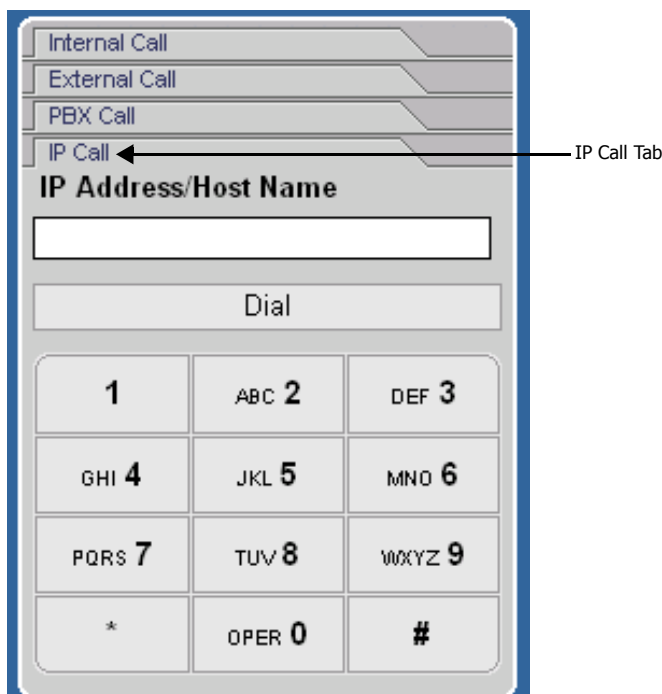 Internal Call
External Call
PBX Call
IP Call
IP Call Tab
IP Address/Host Name
Dial
1
ABC 2
DEF 3
GHI 4
JKL 5
MNO 6
PQRS 7
TUV 8
WXYZ 9
*
OPER 0
#